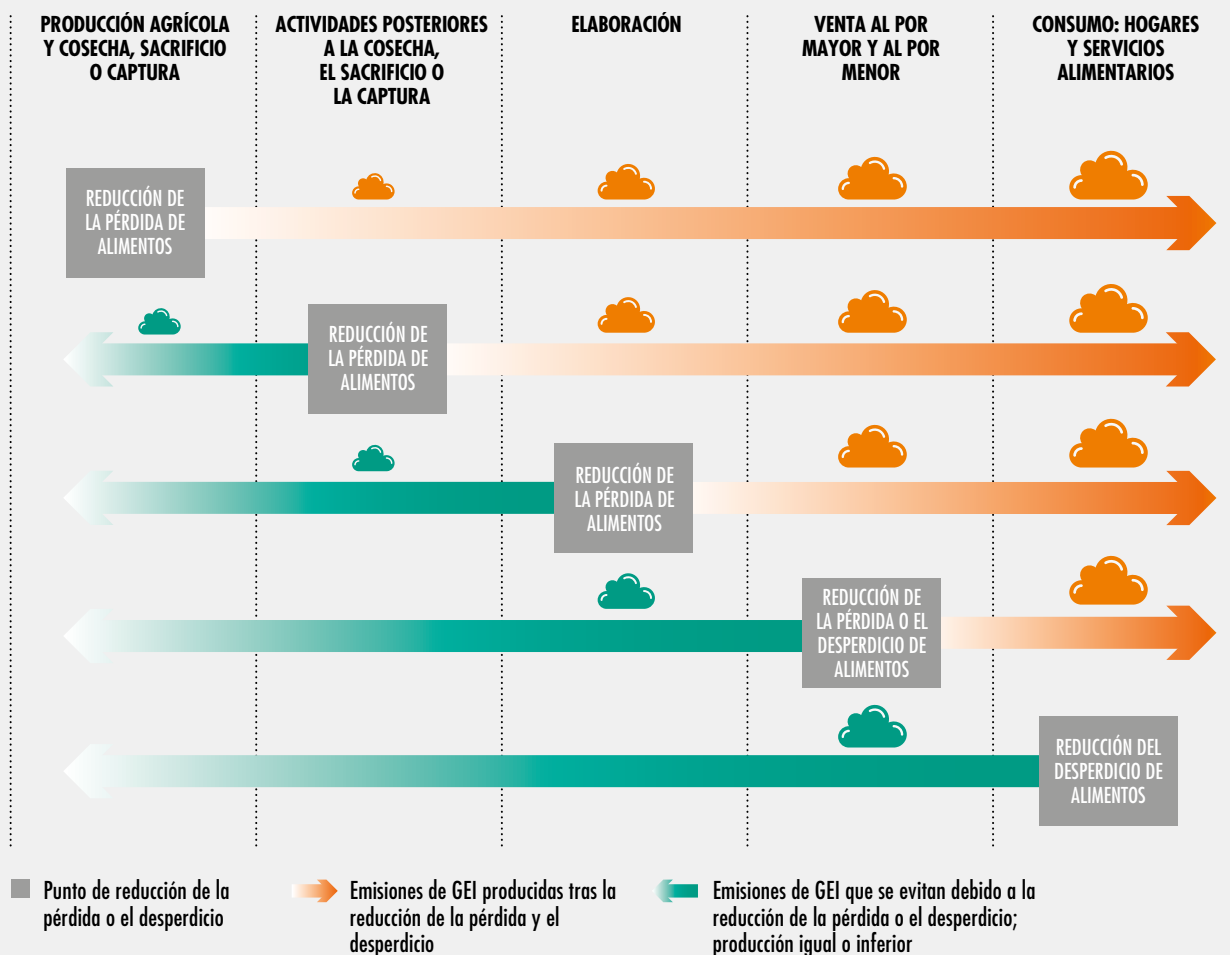 PRODUCCIÓN AGRÍCOLA
Y COSECHA, SACRIFICIO
O CAPTURA
ACTIVIDADES POSTERIORES
A LA COSECHA,
EL SACRIFICIO O
LA CAPTURA
ELABORACIÓN
VENTA AL POR
MAYOR Y AL POR
MENOR
CONSUMO: HOGARES
Y SERVICIOS
ALIMENTARIOS
REDUCCIÓN DE
LA PÉRDIDA DE
ALIMENTOS
REDUCCIÓN DE
LA PÉRDIDA DE
ALIMENTOS
REDUCCIÓN DE
LA PÉRDIDA DE
ALIMENTOS
REDUCCIÓN DE
LA PÉRDIDA O EL
DESPERDICIO DE
ALIMENTOS
REDUCCIÓN DEL
DESPERDICIO DE
ALIMENTOS
Punto de reducción de la
pérdida o el desperdicio
Emisiones de GEI producidas tras la
reducción de la pérdida y el
desperdicio
Emisiones de GEI que se evitan debido a la
reducción de la pérdida o el desperdicio;
producción igual o inferior